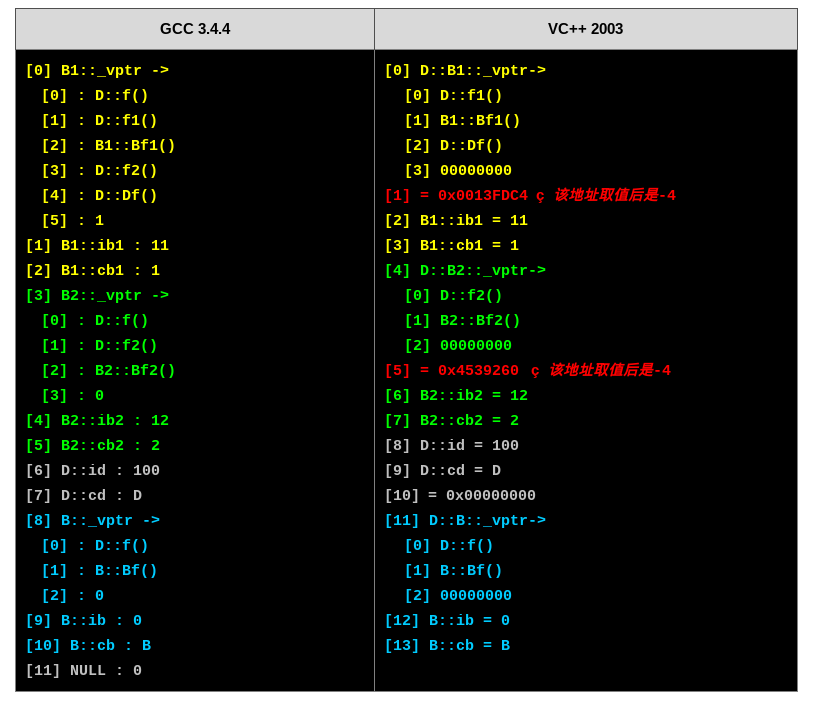 GCC 3.4.4
[0] B1::_vptr ->
[0] : D::f()
[1] : D::f1()
[2] : B1::Bf1()
[3] : D::f2()
[4] : D::Df()
[5] : 1
[1] B1::ib1 : 11
[2] B1::cb1 : 1
[3] B2::_vptr ->
[0] : D::f()
[1] : D::f2()
[2] : B2::Bf2()
[3] : 0
[4] B2::ib2 : 12
[5] B2::cb2 : 2
[6] D::id : 100
[7] D::cd : D
[8] B::_vptr ->
[0] : D::f()
[1] : B::Bf()
[2] : 0
[9] B::ib : 0
[10] B::cb : B
[11] NULL : 0
VC++ 2003
[0] D::B1::_vptr->
[0] D::f1()
[1] B1::Bf1()
[2] D::Df()
[3] 00000000
[1] = 0x0013FDC4 ç 该地址取值后是-4
[2] B1::ib1 = 11
[3] B1::cb1 = 1
[4] D::B2::_vptr->
[0] D::f2()
[1] B2::Bf2()
[2] 00000000
[5] = 0x4539260 ç 该地址取值后是-4
[6] B2::ib2 = 12
[7] B2::cb2 = 2
[8] D::id = 100
[9] D::cd = D
[10] = 0x00000000
[11] D::B::_vptr->
[0] D::f()
[1] B::Bf()
[2] 00000000
[12] B::ib = 0
[13] B::cb = B